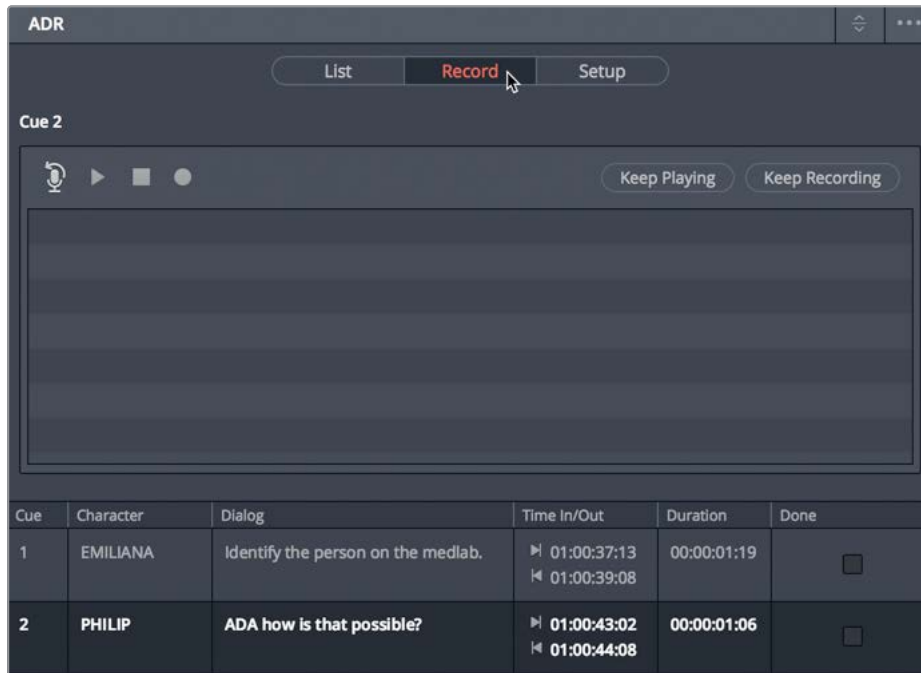 ADR
List Record Setup
Cue 2
Keep Playing Keep Recording
Cue Character Dialog Time In/Out Duration Done
1 EMILIANA Identify the person on the medlab. 01:00:37:13 00:00:01:19
01:00:39:08
2 PHILIP ADA how is that possible? 01:00:43:02 00:00:01:06
01:00:44:08